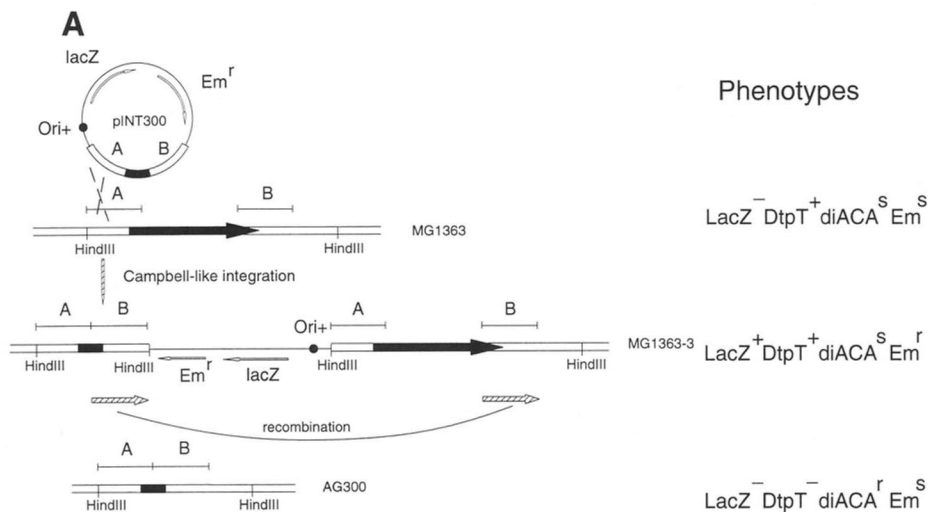 A
lacZ
Em^r
Phenotypes
pINT300
Ori+
A B
A B
LacZ^- DtpT^+ diACA^s Em^s
MG1363
HindIII HindIII
Campbell-like integration
A B A B
Ori+
MG1363-3
LacZ^+ DtpT^+ diACA^s Em^r
HindIII HindIII HindIII HindIII
Em^r lacZ
recombination
A B
AG300
LacZ^- DtpT^- diACA^r Em^s
HindIII HindIII